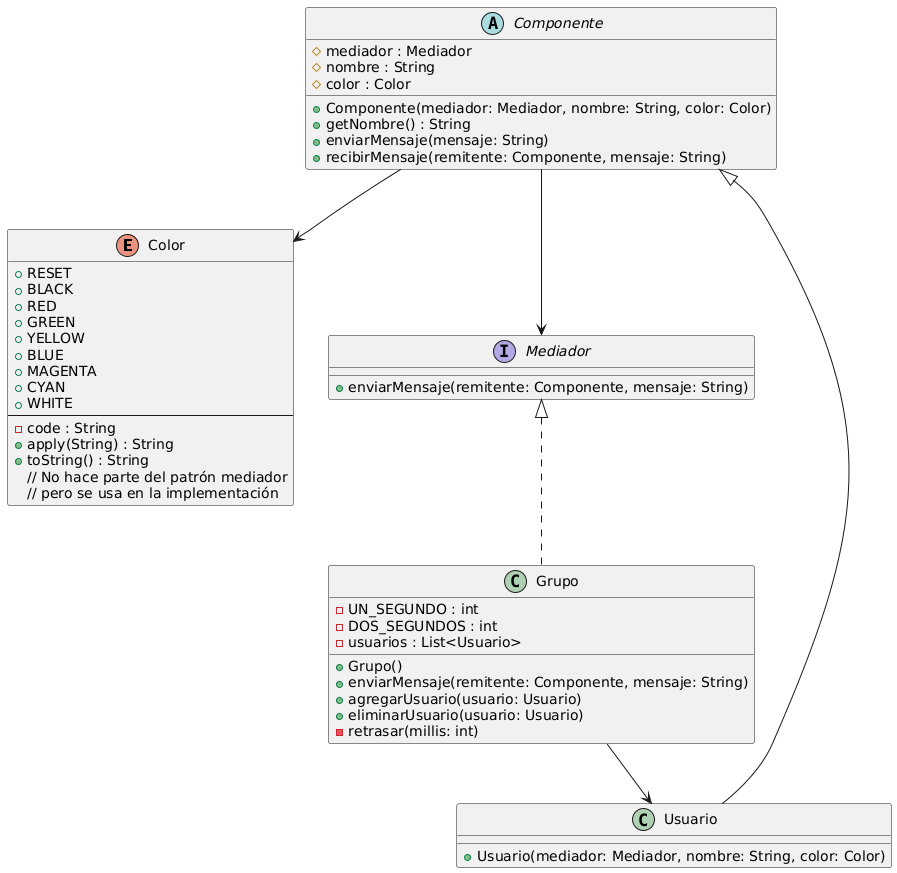 A Componente
mediador : Mediador
nombre : String
color : Color
Componente(mediador: Mediador, nombre: String, color: Color)
getNombre() : String
enviarMensaje(mensaje: String)
recibirMensaje(remitente: Componente, mensaje: String)
E Color
RESET
BLACK
RED
GREEN
YELLOW
BLUE
MAGENTA
CYAN
WHITE
code : String
apply(String) : String
toString() : String
// No hace parte del patrón mediador
// pero se usa en la implementación
I Mediador
enviarMensaje(remitente: Componente, mensaje: String)
C Grupo
UN_SEGUNDO : int
DOS_SEGUNDOS : int
usuarios : List<Usuario>
Grupo()
enviarMensaje(remitente: Componente, mensaje: String)
agregarUsuario(usuario: Usuario)
eliminarUsuario(usuario: Usuario)
retrasar(millis: int)
C Usuario
Usuario(mediador: Mediador, nombre: String, color: Color)